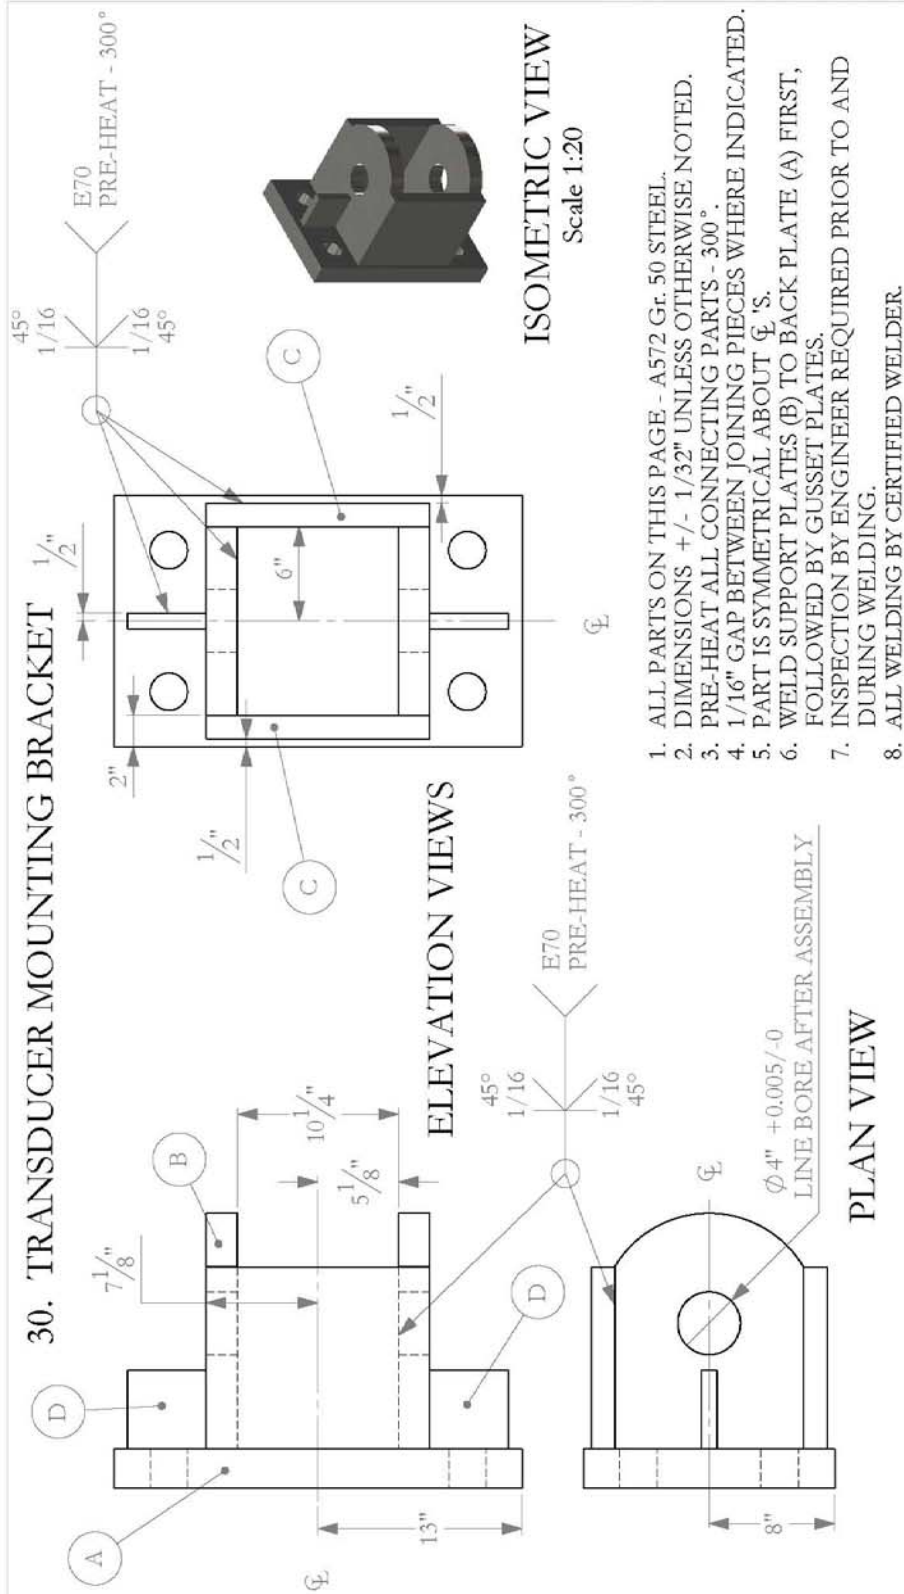 30. TRANSDUCER MOUNTING BRACKET
A
D
7 1/8"
B
10 1/4"
5 1/8"
D
℄
13"
ELEVATION VIEWS
2"
1/2"
1/2"
C
6"
C
1/2"
℄
45°
1/16
1/16
45°
E70
PRE-HEAT - 300°
8"
℄
45°
1/16
1/16
45°
E70
PRE-HEAT - 300°
Ø4" +0.005/-0
LINE BORE AFTER ASSEMBLY
PLAN VIEW
ISOMETRIC VIEW
Scale 1:20
1. ALL PARTS ON THIS PAGE - A572 Gr. 50 STEEL.
2. DIMENSIONS +/- 1/32" UNLESS OTHERWISE NOTED.
3. PRE-HEAT ALL CONNECTING PARTS - 300°.
4. 1/16" GAP BETWEEN JOINING PIECES WHERE INDICATED.
5. PART IS SYMMETRICAL ABOUT ℄'S.
6. WELD SUPPORT PLATES (B) TO BACK PLATE (A) FIRST,
FOLLOWED BY GUSSET PLATES.
7. INSPECTION BY ENGINEER REQUIRED PRIOR TO AND
DURING WELDING.
8. ALL WELDING BY CERTIFIED WELDER.